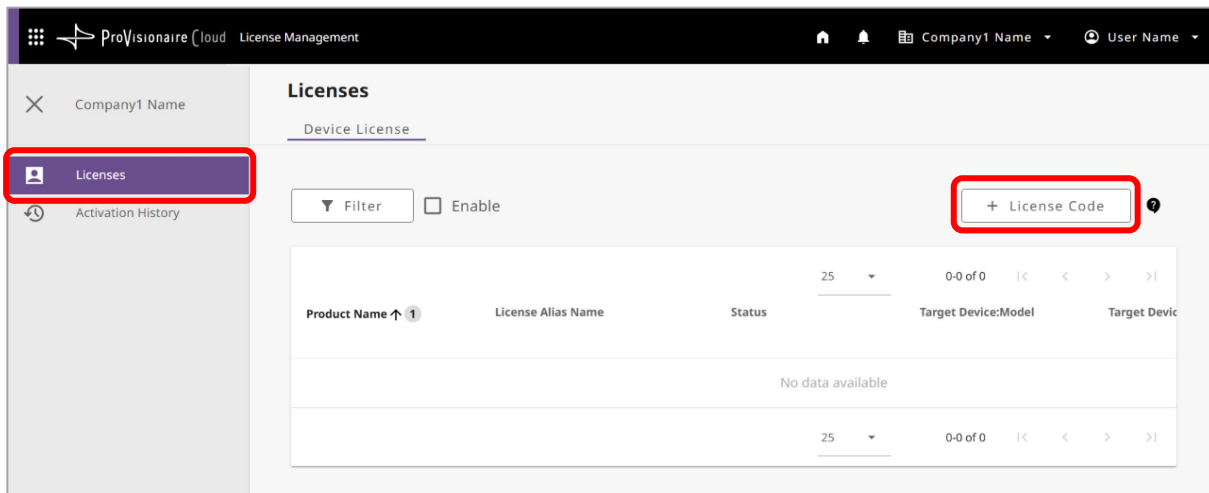 ProVisionaire Cloud License Management Company1 Name User Name
Company1 Name
Licenses
Activation History
Licenses
Device License
Filter Enable + License Code ?
25 0-0 of 0
Product Name ↑ 1 License Alias Name Status Target Device:Model Target Devic
No data available
25 0-0 of 0